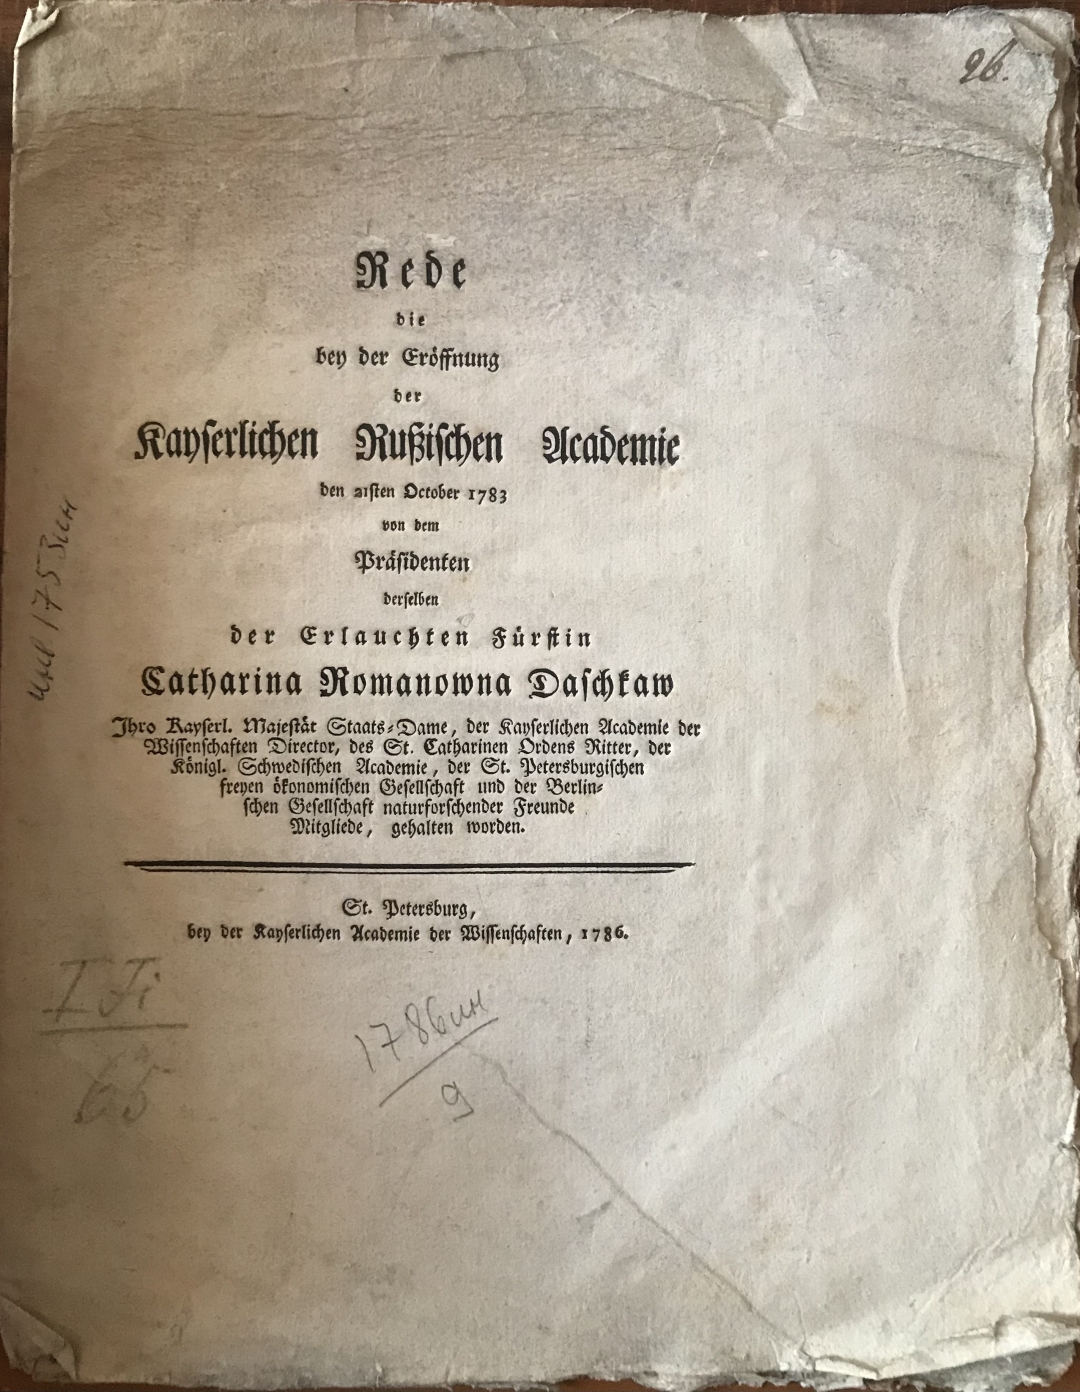 26.
Rede
die
bey der Eröffnung
der
Kayserlichen Rußischen Academie
den 21sten October 1783
von dem
Präsidenten
derselben
der Erlauchten Fürstin
Catharina Romanowna Daschkaw
Ihro Kayserl. Majestät Staats-Dame, der Kayserlichen Academie der
Wissenschaften Director, des St. Catharinen Ordens Ritter, der
Königl. Schwedischen Academie, der St. Petersburgischen
freyen ökonomischen Gesellschaft und der Berlin-
schen Gesellschaft naturforschender Freunde
Mitgliede, gehalten worden.
St. Petersburg,
bey der Kayserlichen Academie der Wissenschaften, 1786.
1786ин
9
65